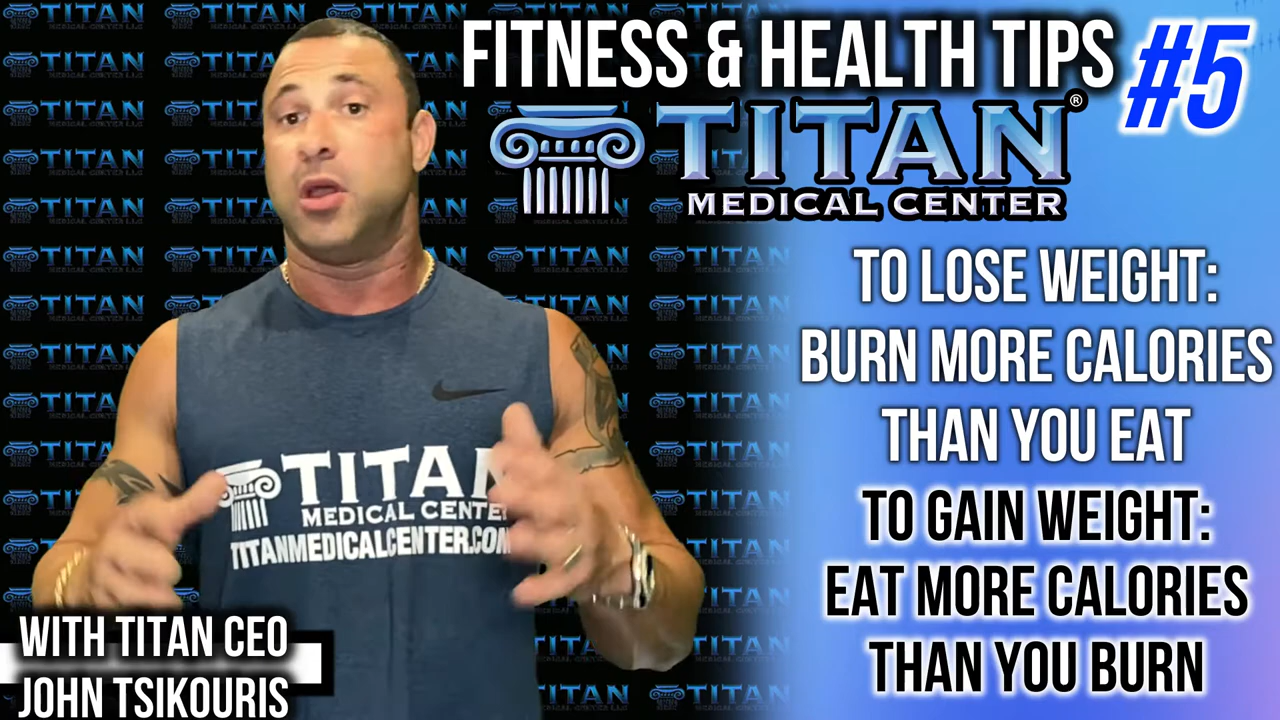 FITNESS & HEALTH TIPS #5
TITAN®
MEDICAL CENTER
TO LOSE WEIGHT:
BURN MORE CALORIES
THAN YOU EAT
TO GAIN WEIGHT:
EAT MORE CALORIES
THAN YOU BURN
TITAN
MEDICAL CENTER
TITANMEDICALCENTER.COM
WITH TITAN CEO
JOHN TSIKOURIS